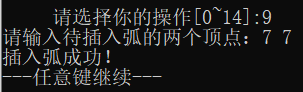 请选择你的操作[0~14]:9
请输入待插入弧的两个顶点：7 7
插入弧成功！
---任意键继续---